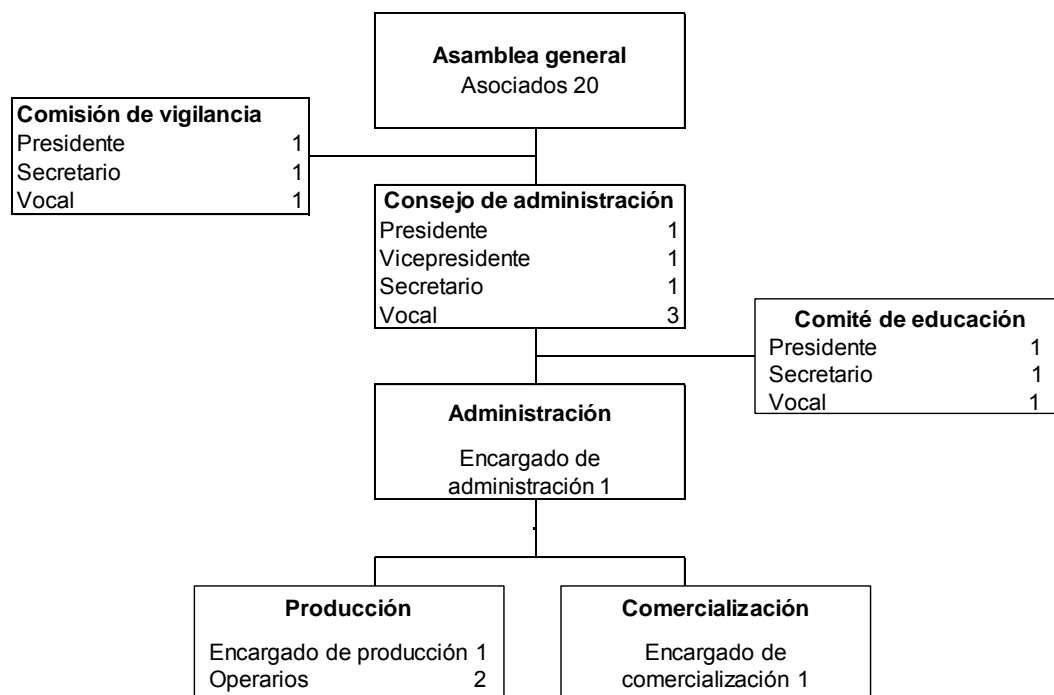 Asamblea general
Asociados 20
Comisión de vigilancia
Presidente 1
Secretario 1
Vocal 1
Consejo de administración
Presidente 1
Vicepresidente 1
Secretario 1
Vocal 3
Comité de educación
Presidente 1
Secretario 1
Vocal 1
Administración
Encargado de
administración 1
Producción
Encargado de producción 1
Operarios 2
Comercialización
Encargado de
comercialización 1